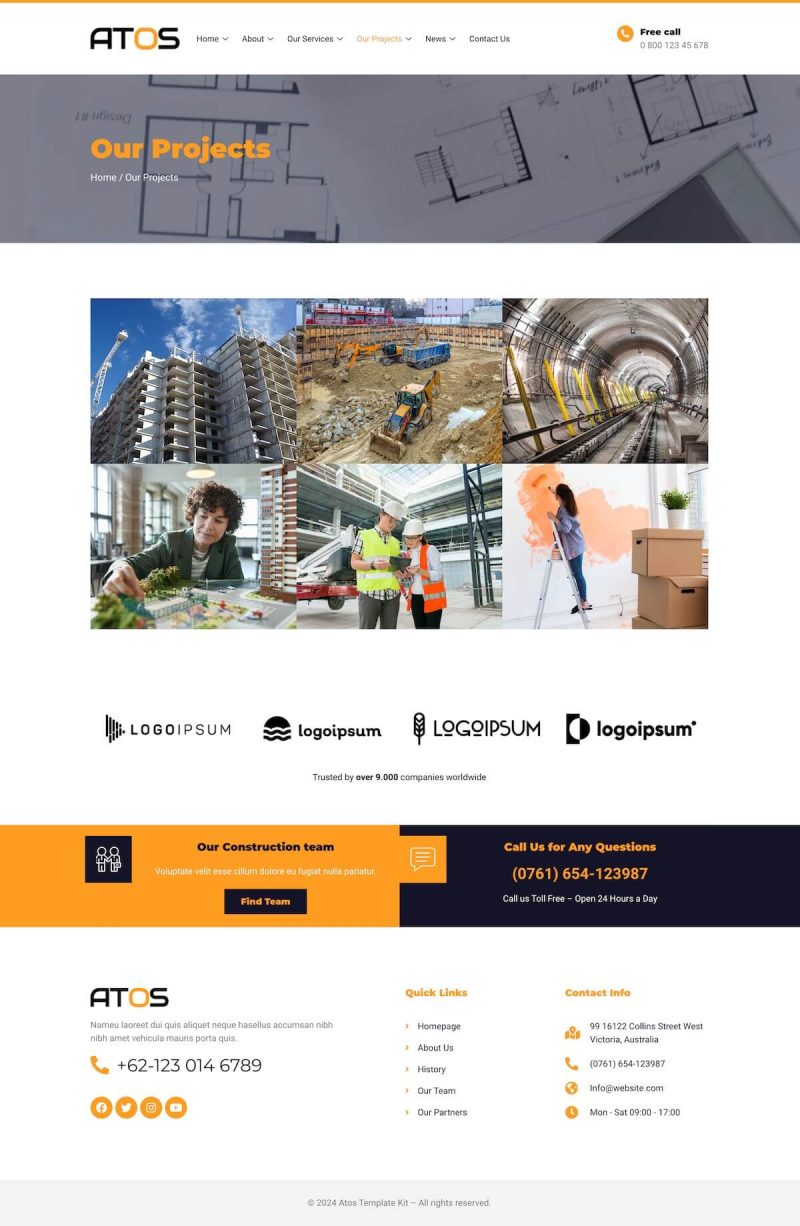 ATOS
Home
About
Our Services
Our Projects
News
Contact Us
Free call
0 800 123 45 678
Design #1
Our Projects
Home / Our Projects
LOGOIPSUM
logoipsum
LOGOIPSUM
logoipsum
Trusted by over 9.000 companies worldwide
Our Construction team
Voluptate velit esse cillum dolore eu fugiat nulla pariatur.
Find Team
Call Us for Any Questions
(0761) 654-123987
Call us Toll Free – Open 24 Hours a Day
ATOS
Nameu laoreet dui quis aliquet neque hasellus accumsan nibh
nibh amet vehicula mauris porta quis.
+62-123 014 6789
Quick Links
Homepage
About Us
History
Our Team
Our Partners
Contact Info
99 16122 Collins Street West
Victoria, Australia
(0761) 654-123987
Info@website.com
Mon - Sat 09:00 - 17:00
© 2024 Atos Template Kit – All rights reserved.